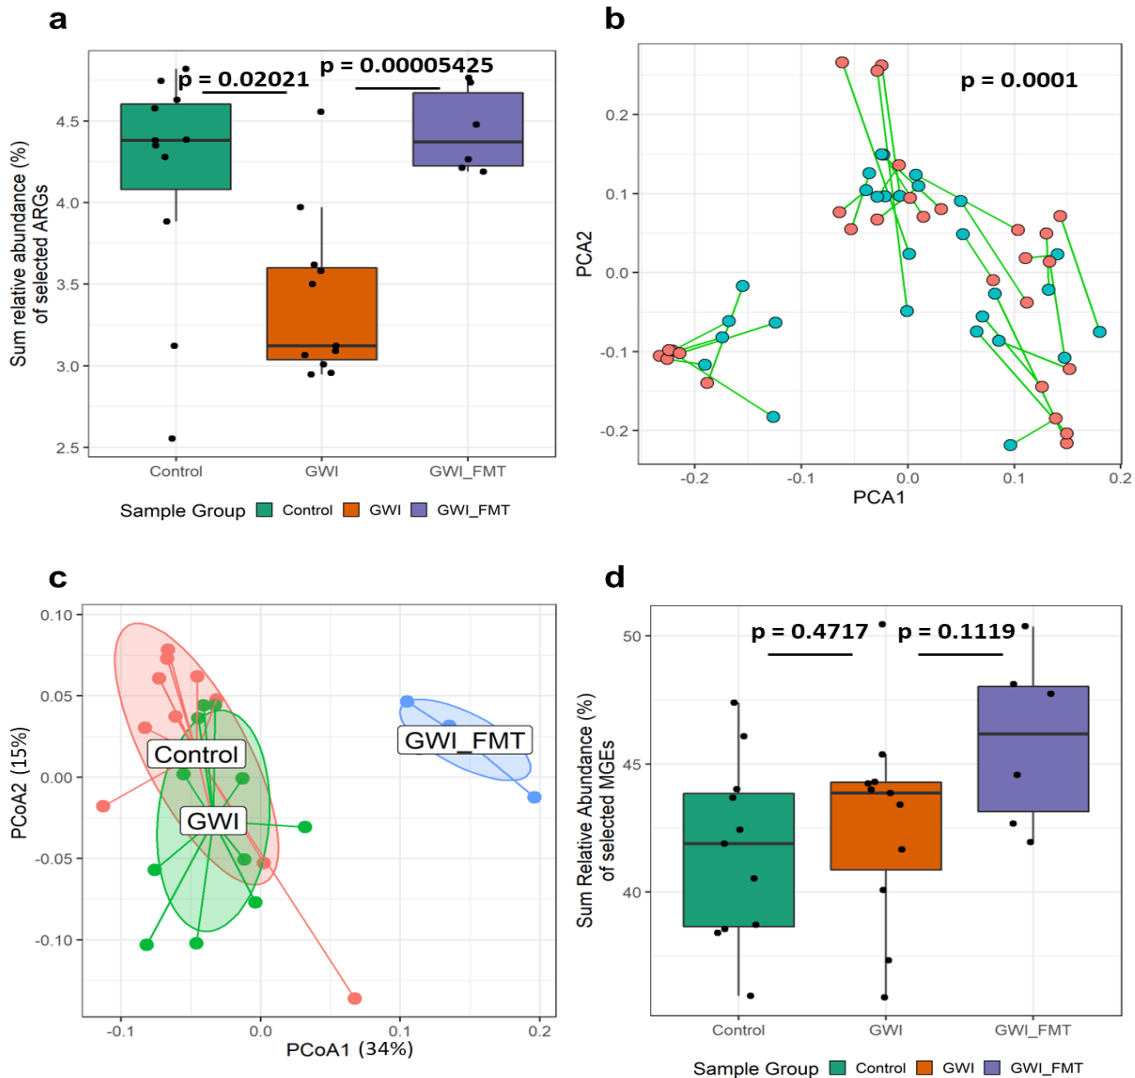 a
p = 0.02021
p = 0.00005425
Sum relative abundance (%)
of selected ARGs
4.5
4.0
3.5
3.0
2.5
Control
GWI
GWI_FMT
Sample Group
Control
GWI
GWI_FMT
b
p = 0.0001
PCA2
0.2
0.1
0.0
-0.1
-0.2
-0.2
-0.1
0.0
0.1
0.2
PCA1
c
PCoA2 (15%)
0.10
0.05
0.00
-0.05
-0.10
Control
GWI
GWI_FMT
-0.1
0.0
0.1
0.2
PCoA1 (34%)
d
p = 0.4717
p = 0.1119
Sum Relative Abundance (%)
of selected MGEs
50
45
40
Control
GWI
GWI_FMT
Sample Group
Control
GWI
GWI_FMT